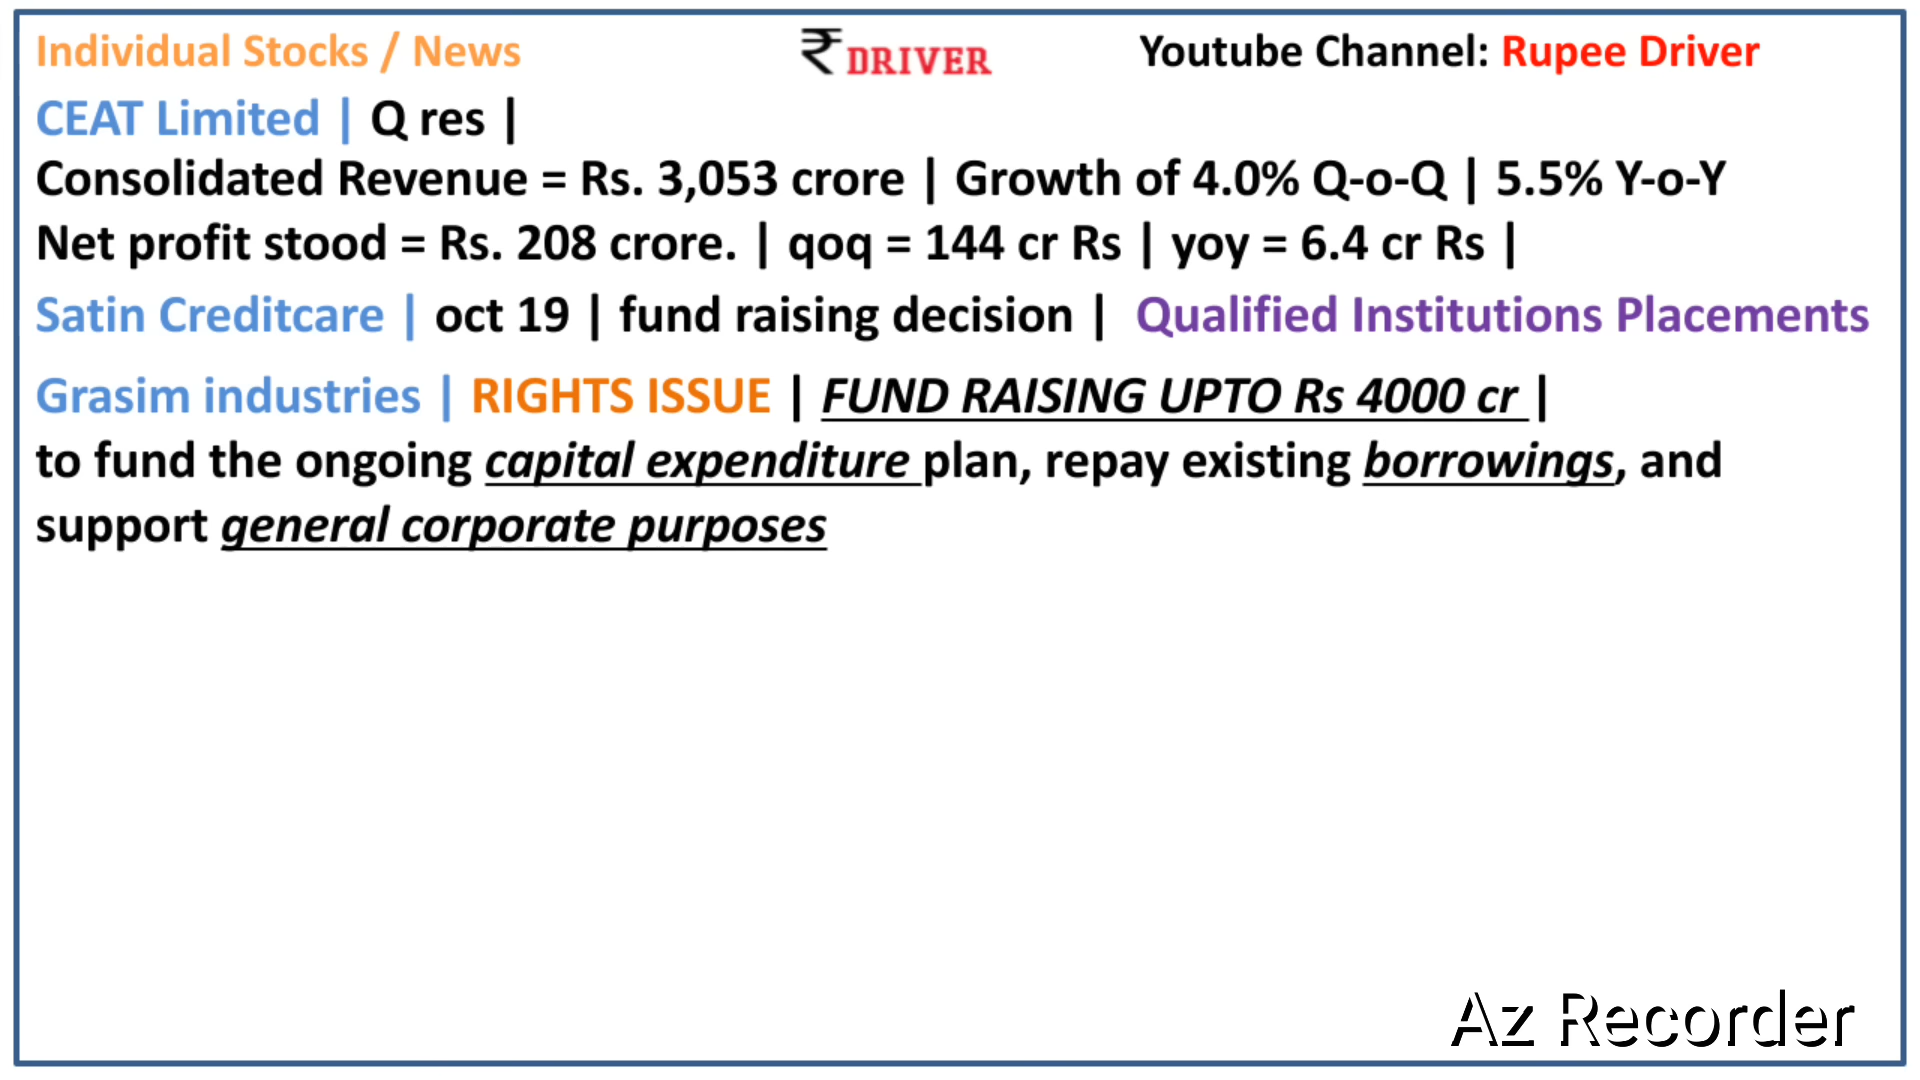 Individual Stocks / News
₹ DRIVER
Youtube Channel: Rupee Driver
CEAT Limited | Q res |
Consolidated Revenue = Rs. 3,053 crore | Growth of 4.0% Q-o-Q | 5.5% Y-o-Y
Net profit stood = Rs. 208 crore. | qoq = 144 cr Rs | yoy = 6.4 cr Rs |
Satin Creditcare | oct 19 | fund raising decision | Qualified Institutions Placements
Grasim industries | RIGHTS ISSUE | FUND RAISING UPTO Rs 4000 cr |
to fund the ongoing capital expenditure plan, repay existing borrowings, and
support general corporate purposes
Az Recorder